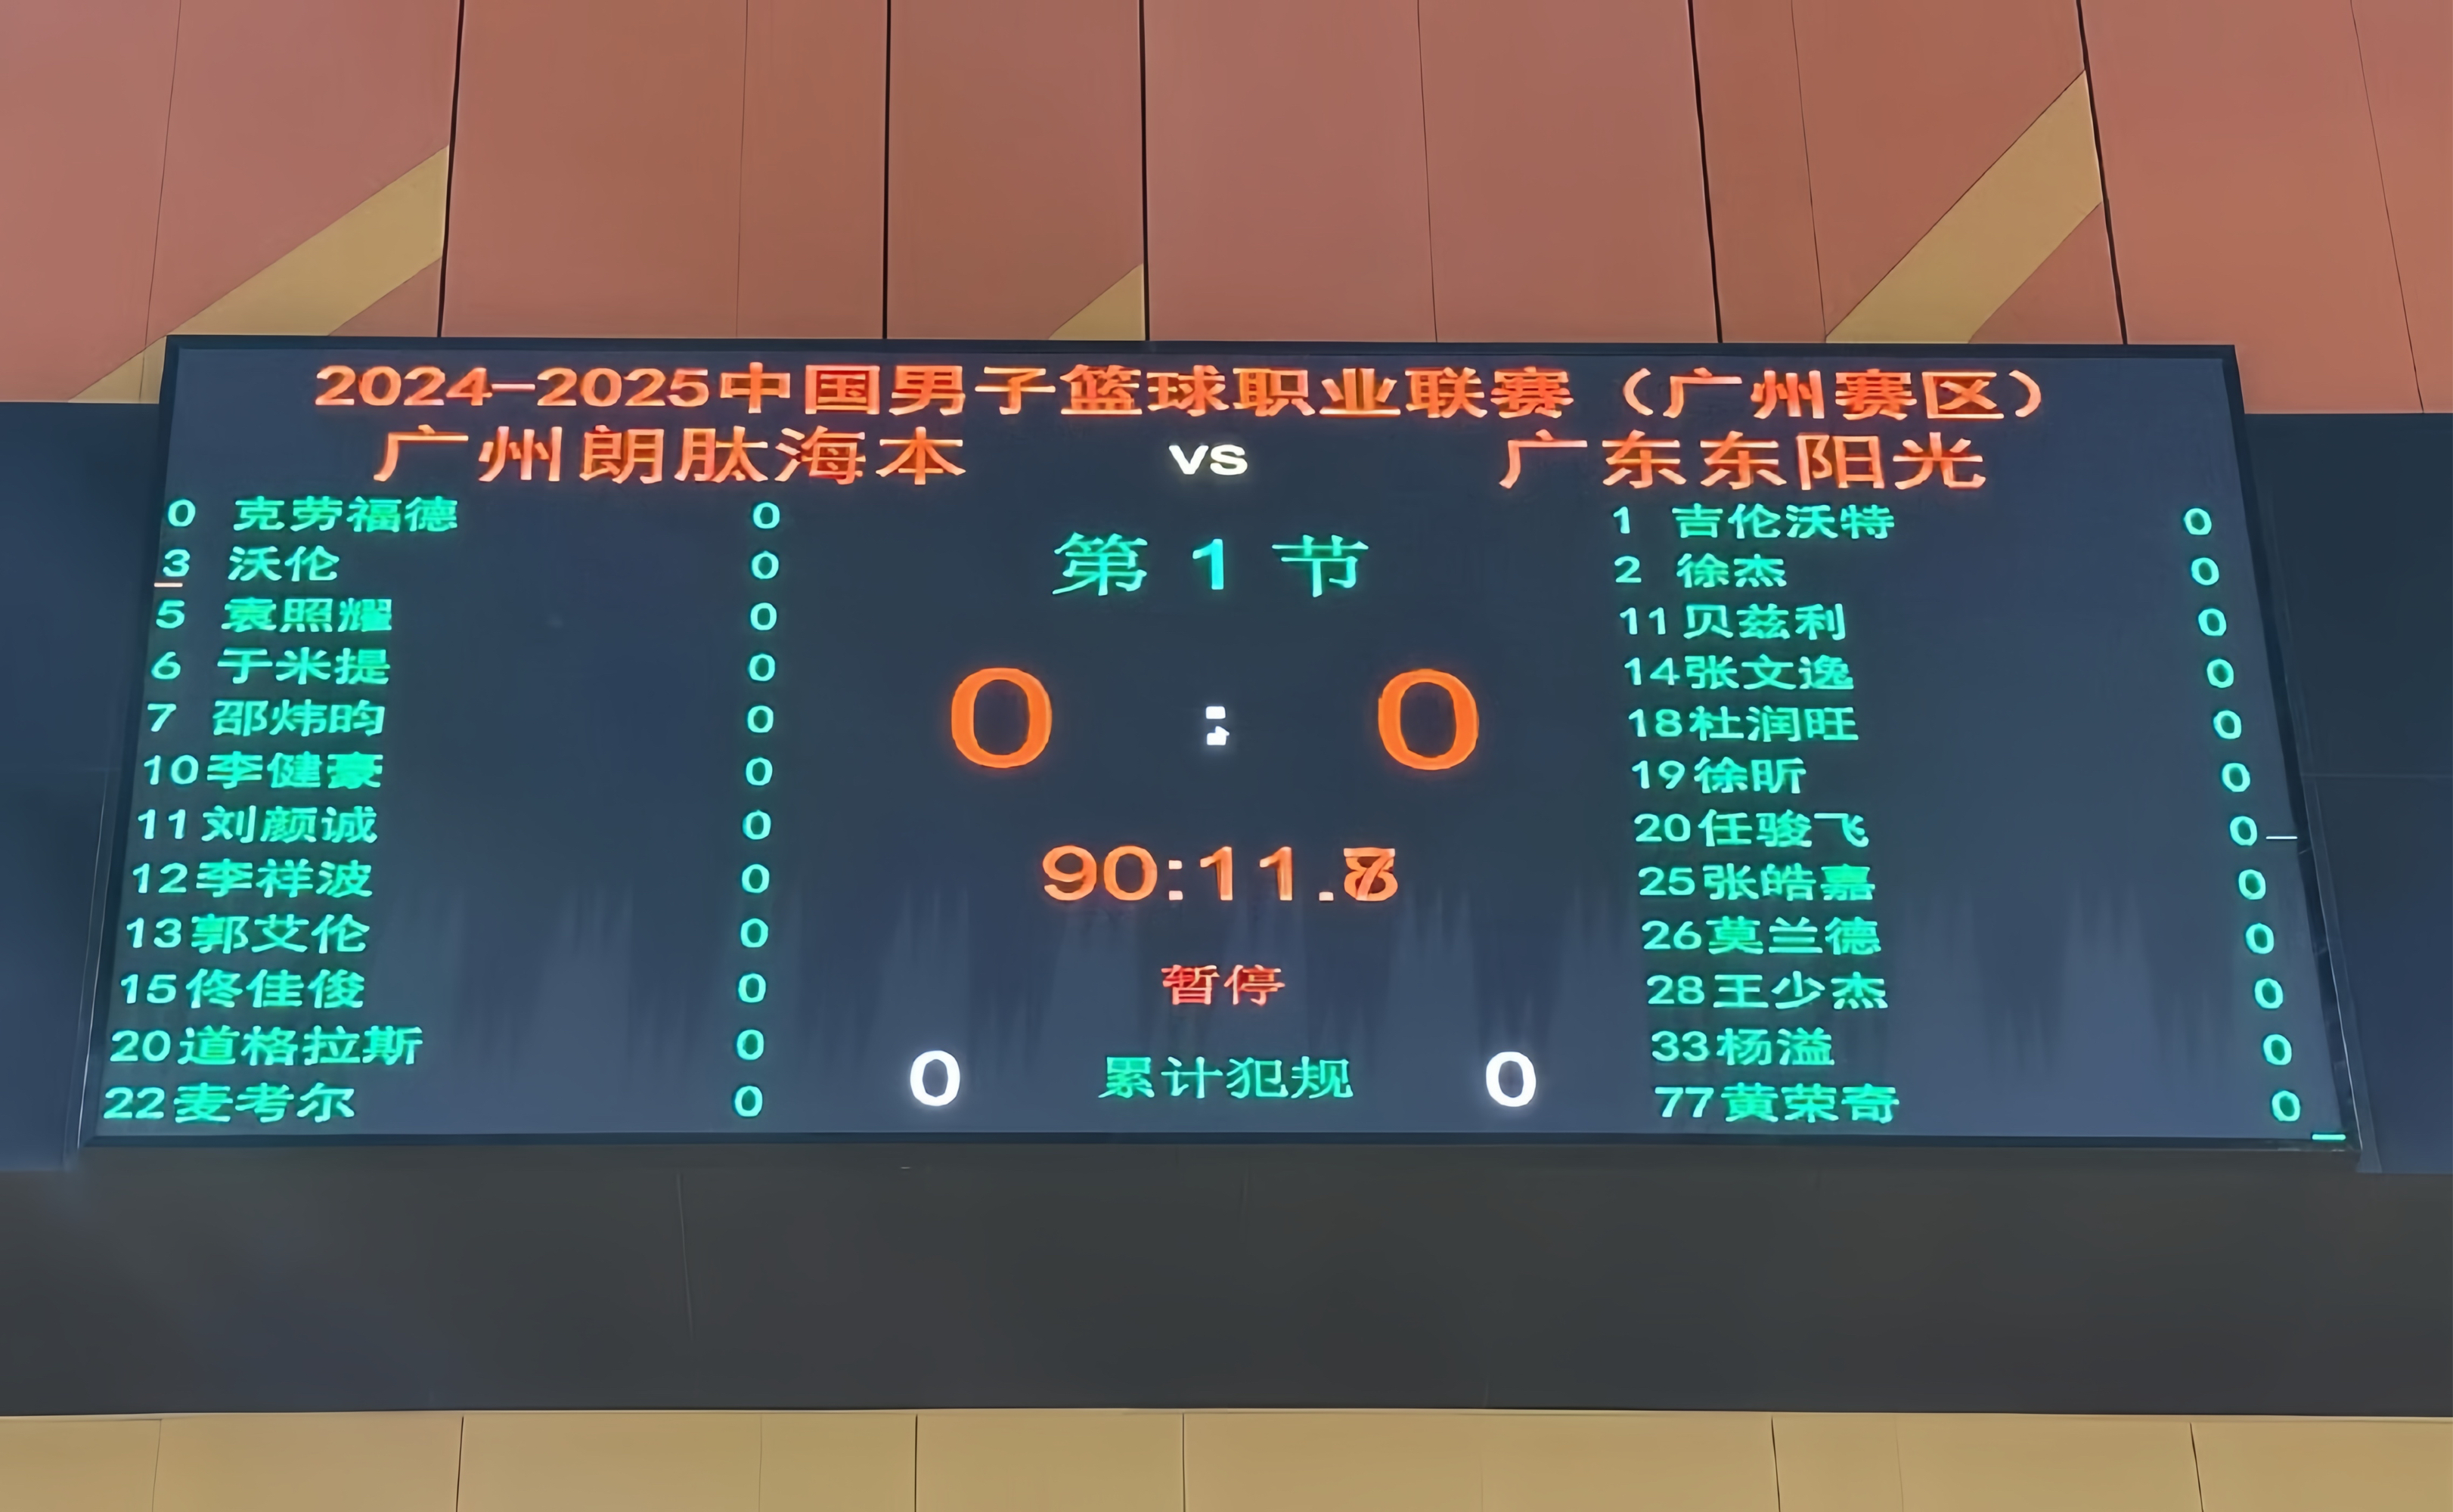 2024-2025中国男子篮球职业联赛（广州赛区）
广州朗肽海本 VS 广东东阳光
0 克劳福德 0
3 沃伦 0
5 袁照耀 0
6 于米提 0
7 邵炜昀 0
10 李健豪 0
11 刘颜诚 0
12 李祥波 0
13 郭艾伦 0
15 佟佳俊 0
20 道格拉斯 0
22 麦考尔 0
第 1 节
0 : 0
90:11.
暂停
0 累计犯规 0
1 吉伦沃特 0
2 徐杰 0
11 贝兹利 0
14 张文逸 0
18 杜润旺 0
19 徐昕 0
20 任骏飞 0
25 张皓嘉 0
26 莫兰德 0
28 王少杰 0
33 杨溢 0
77 黄荣奇 0